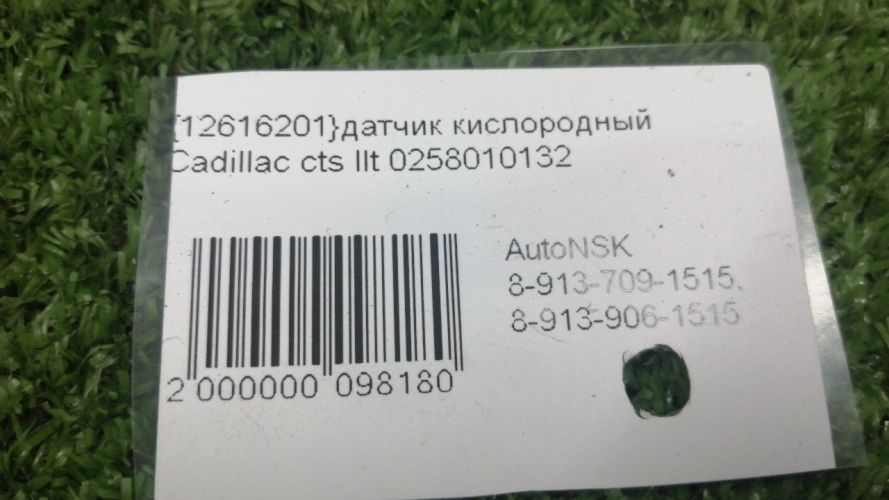 {12616201}датчик кислородный
Cadillac cts llt 0258010132
AutoNSK
8-913-709-1515,
8-913-906-1515
2 000000 098180